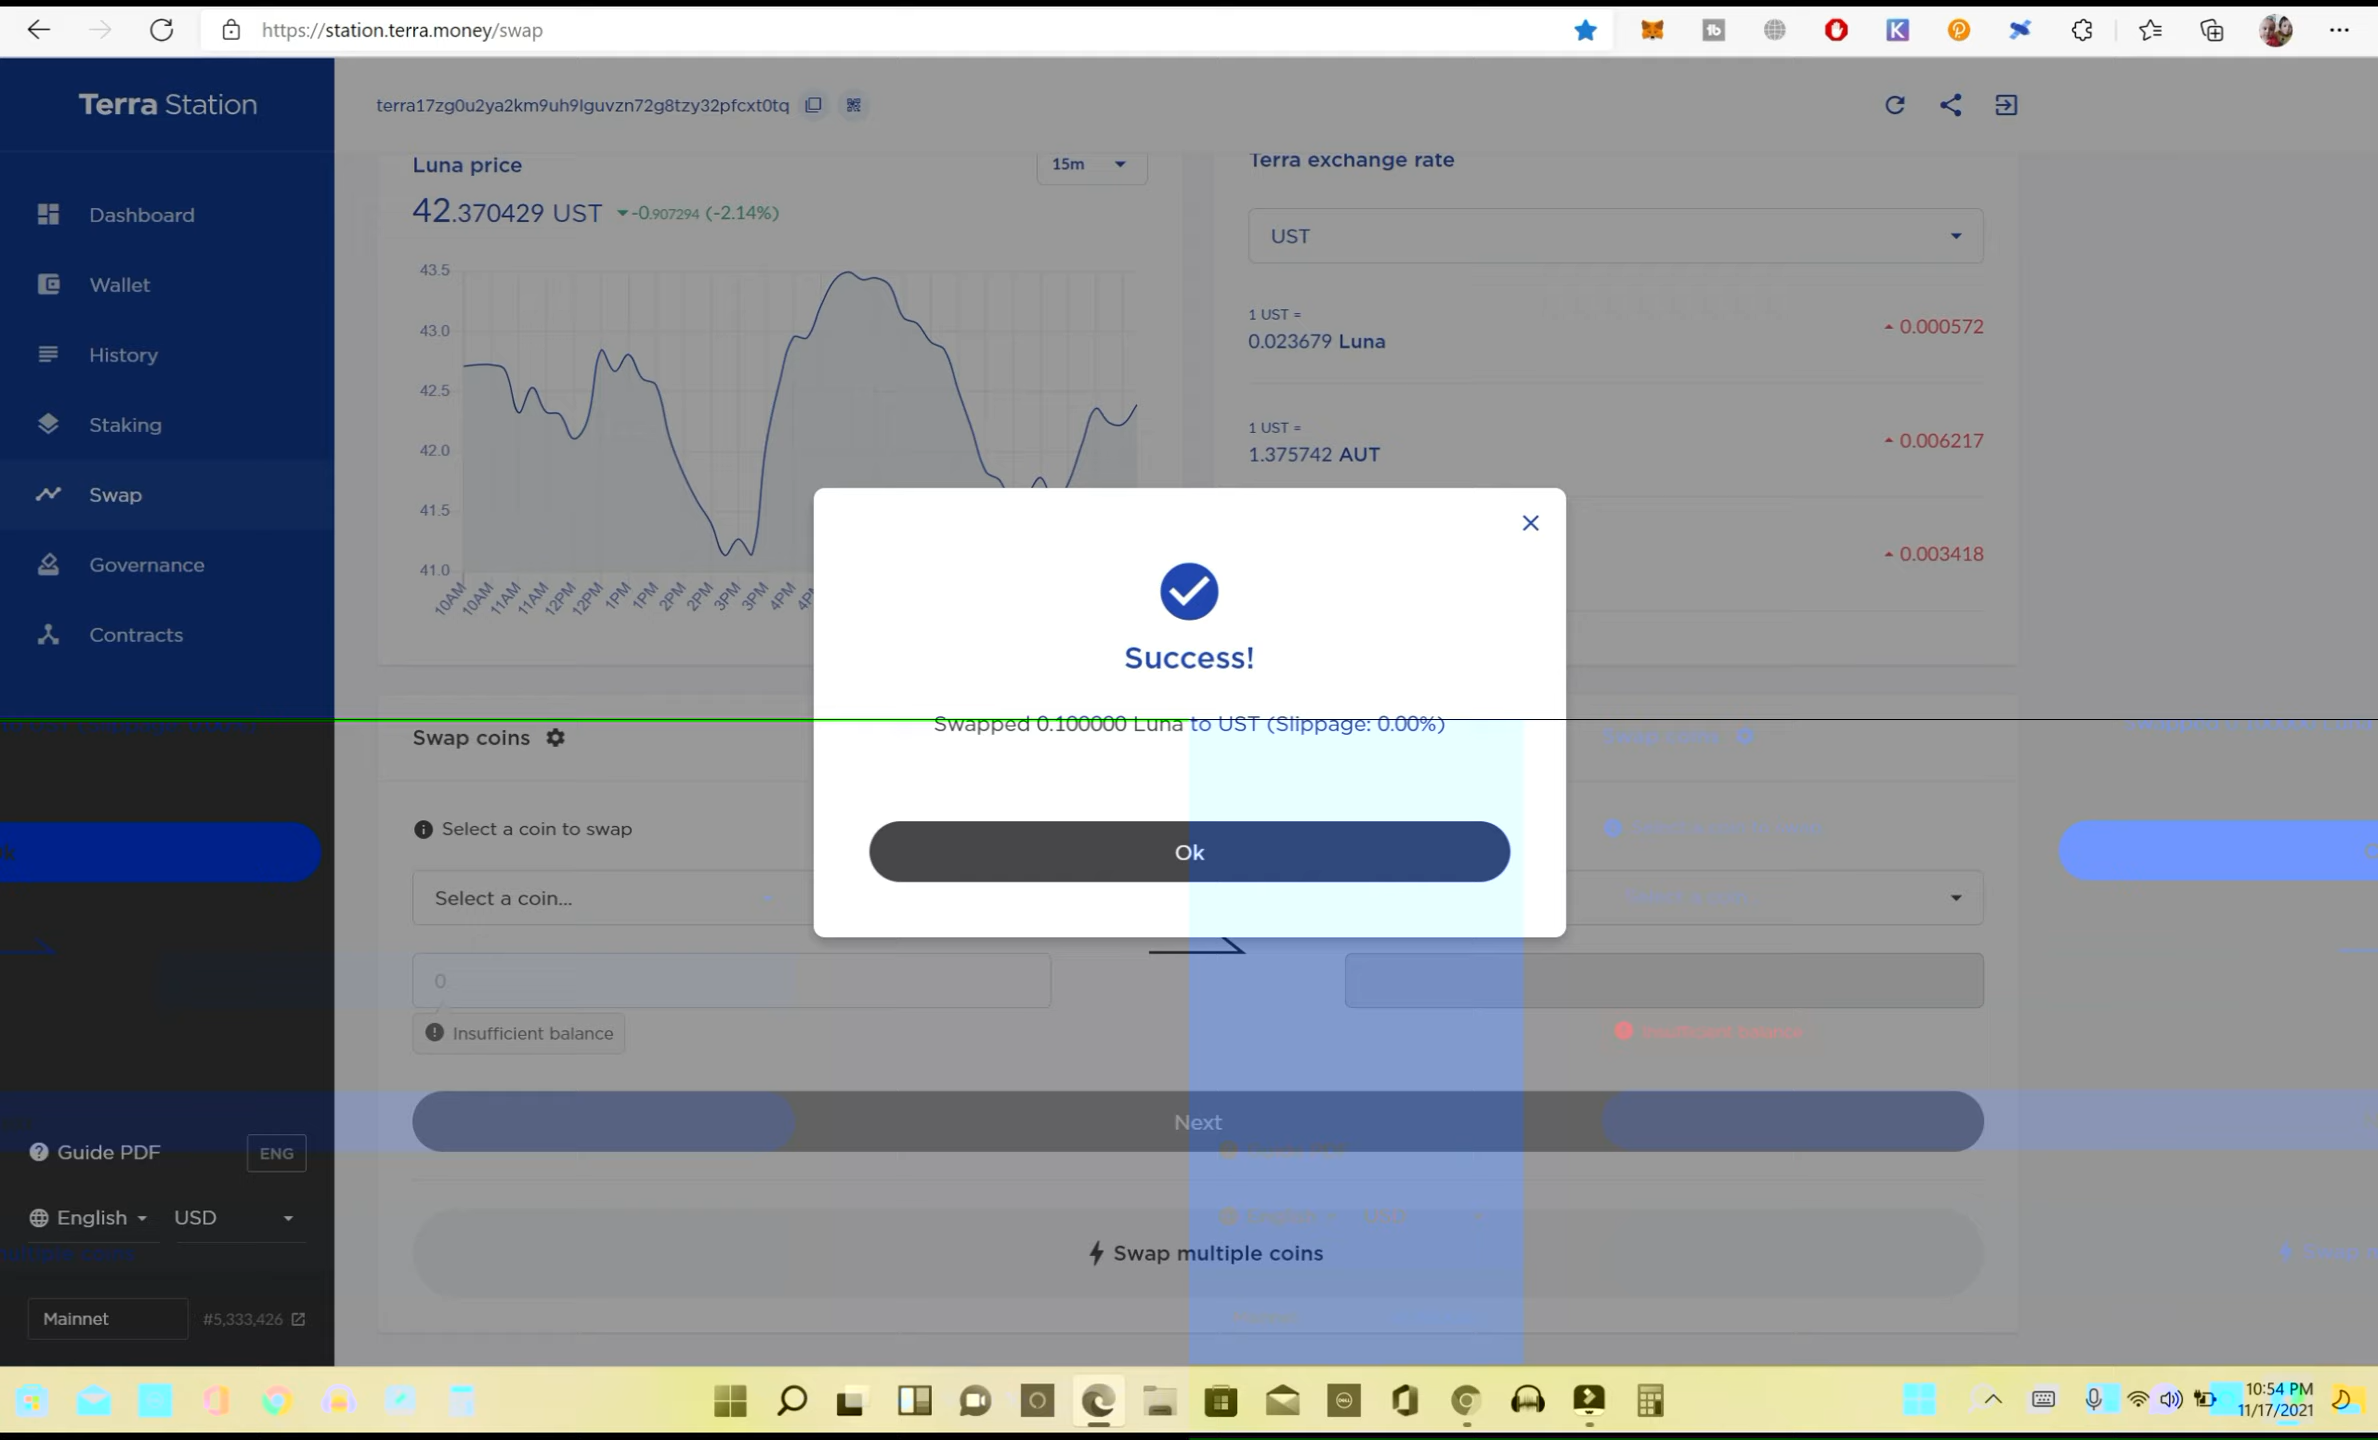 https://station.terra.money/swap
Terra Station
terra17zg0u2ya2km9uh9lguvzn72g8tzy32pfcxt0tq
Dashboard
Wallet
History
Staking
Swap
Governance
Contracts
Luna price
15m
42.370429 UST
-0.907294 (-2.14%)
43.5
43.0
42.5
42.0
41.5
41.0
10AM 10AM 11AM 11AM 12PM 12PM 1PM 1PM 2PM 2PM 3PM 3PM 4PM
Terra exchange rate
UST
1 UST =
0.023679 Luna
0.000572
1 UST =
1.375742 AUT
0.006217
0.003418
Success!
Swapped 0.100000 Luna to UST (Slippage: 0.00%)
Ok
Swap coins
Select a coin to swap
Select a coin...
0
Insufficient balance
Insufficient balance
Next
Swap multiple coins
Guide PDF
ENG
English
USD
Mainnet
#5,333,426
10:54 PM
11/17/2021